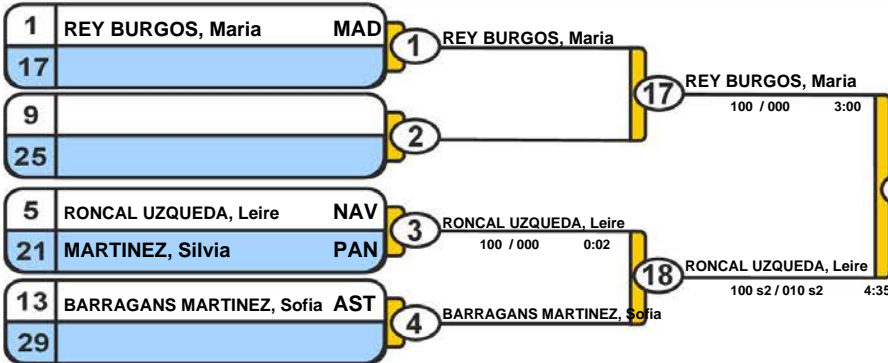 1 REY BURGOS, Maria MAD
17
1 REY BURGOS, Maria
9
25
2
17 REY BURGOS, Maria
100 / 000 3:00
5 RONCAL UZQUEDA, Leire NAV
21 MARTINEZ, Silvia PAN
3 RONCAL UZQUEDA, Leire
100 / 000 0:02
13 BARRAGANS MARTINEZ, Sofia AST
29
4 BARRAGANS MARTINEZ, Sofia
18 RONCAL UZQUEDA, Leire
100 s2 / 010 s2 4:35